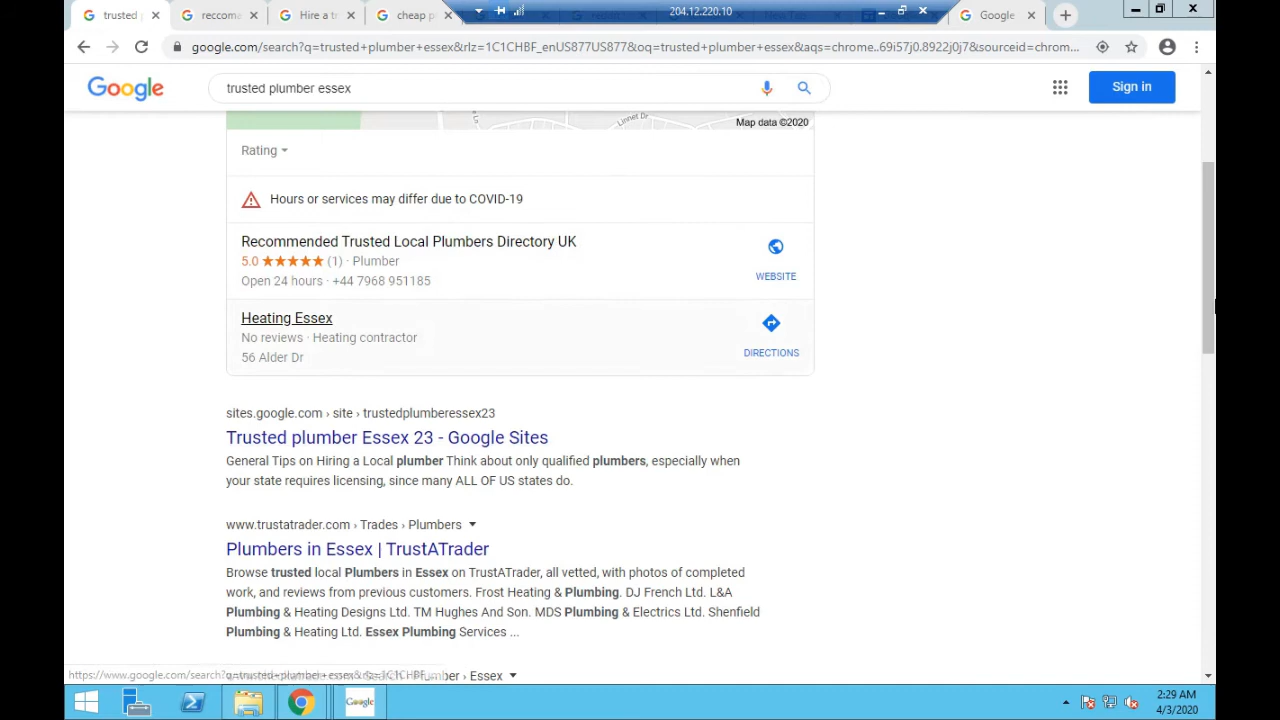 trusted p
reccoma
Hire a tr
cheap p
204.12.220.10
Google
google.com/search?q=trusted+plumber+essex&rlz=1C1CHBF_enUS877US877&oq=trusted+plumber+essex&aqs=chrome..69i57j0.8922j0j7&sourceid=chrom...
Google
trusted plumber essex
Sign in
Linnet Dr
Map data ©2020
Rating
Hours or services may differ due to COVID-19
Recommended Trusted Local Plumbers Directory UK
5.0 ★★★★★ (1) · Plumber
Open 24 hours · +44 7968 951185
WEBSITE
Heating Essex
No reviews · Heating contractor
56 Alder Dr
DIRECTIONS
sites.google.com › site › trustedplumberessex23
Trusted plumber Essex 23 - Google Sites
General Tips on Hiring a Local plumber Think about only qualified plumbers, especially when
your state requires licensing, since many ALL OF US states do.
www.trustatrader.com › Trades › Plumbers
Plumbers in Essex | TrustATrader
Browse trusted local Plumbers in Essex on TrustATrader, all vetted, with photos of completed
work, and reviews from previous customers. Frost Heating & Plumbing. DJ French Ltd. L&A
Plumbing & Heating Designs Ltd. TM Hughes And Son. MDS Plumbing & Electrics Ltd. Shenfield
Plumbing & Heating Ltd. Essex Plumbing Services ...
› Essex
Google
2:29 AM
4/3/2020